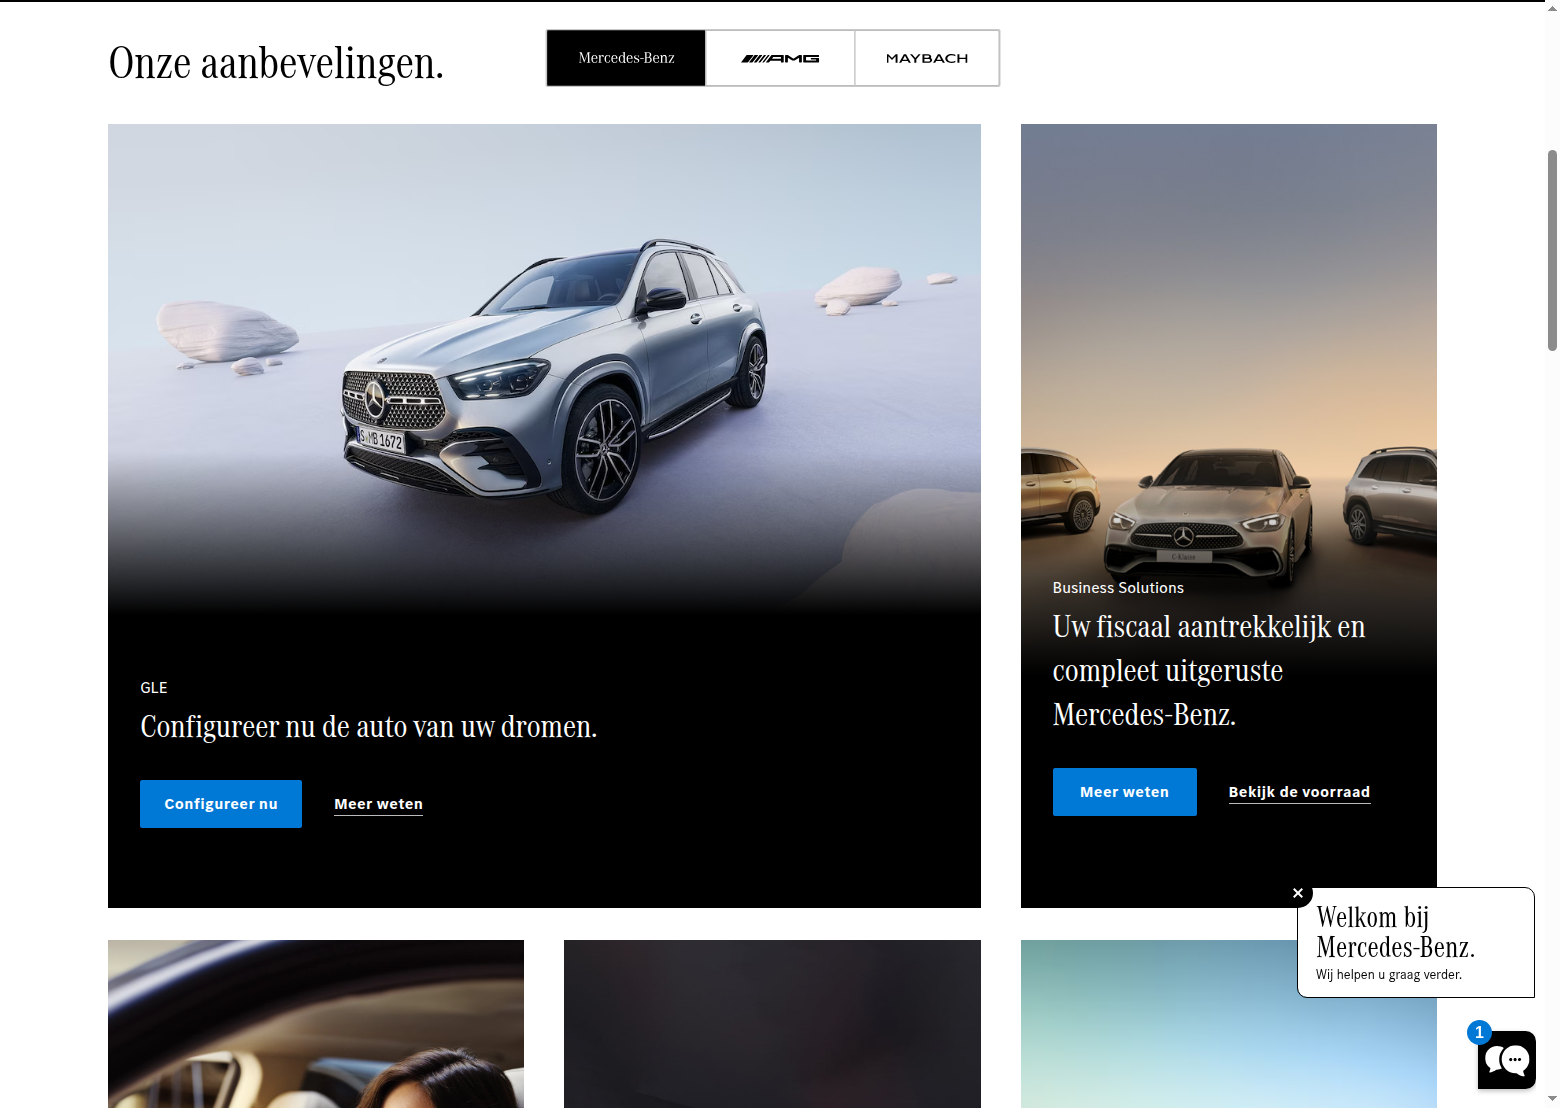 Onze aanbevelingen.
Mercedes-Benz
AMG
MAYBACH
S MB 1672
GLE
Configureer nu de auto van uw dromen.
Configureer nu
Meer weten
C-Klasse
Business Solutions
Uw fiscaal aantrekkelijk en
compleet uitgeruste
Mercedes-Benz.
Meer weten
Bekijk de voorraad
Welkom bij
Mercedes-Benz.
Wij helpen u graag verder.
1